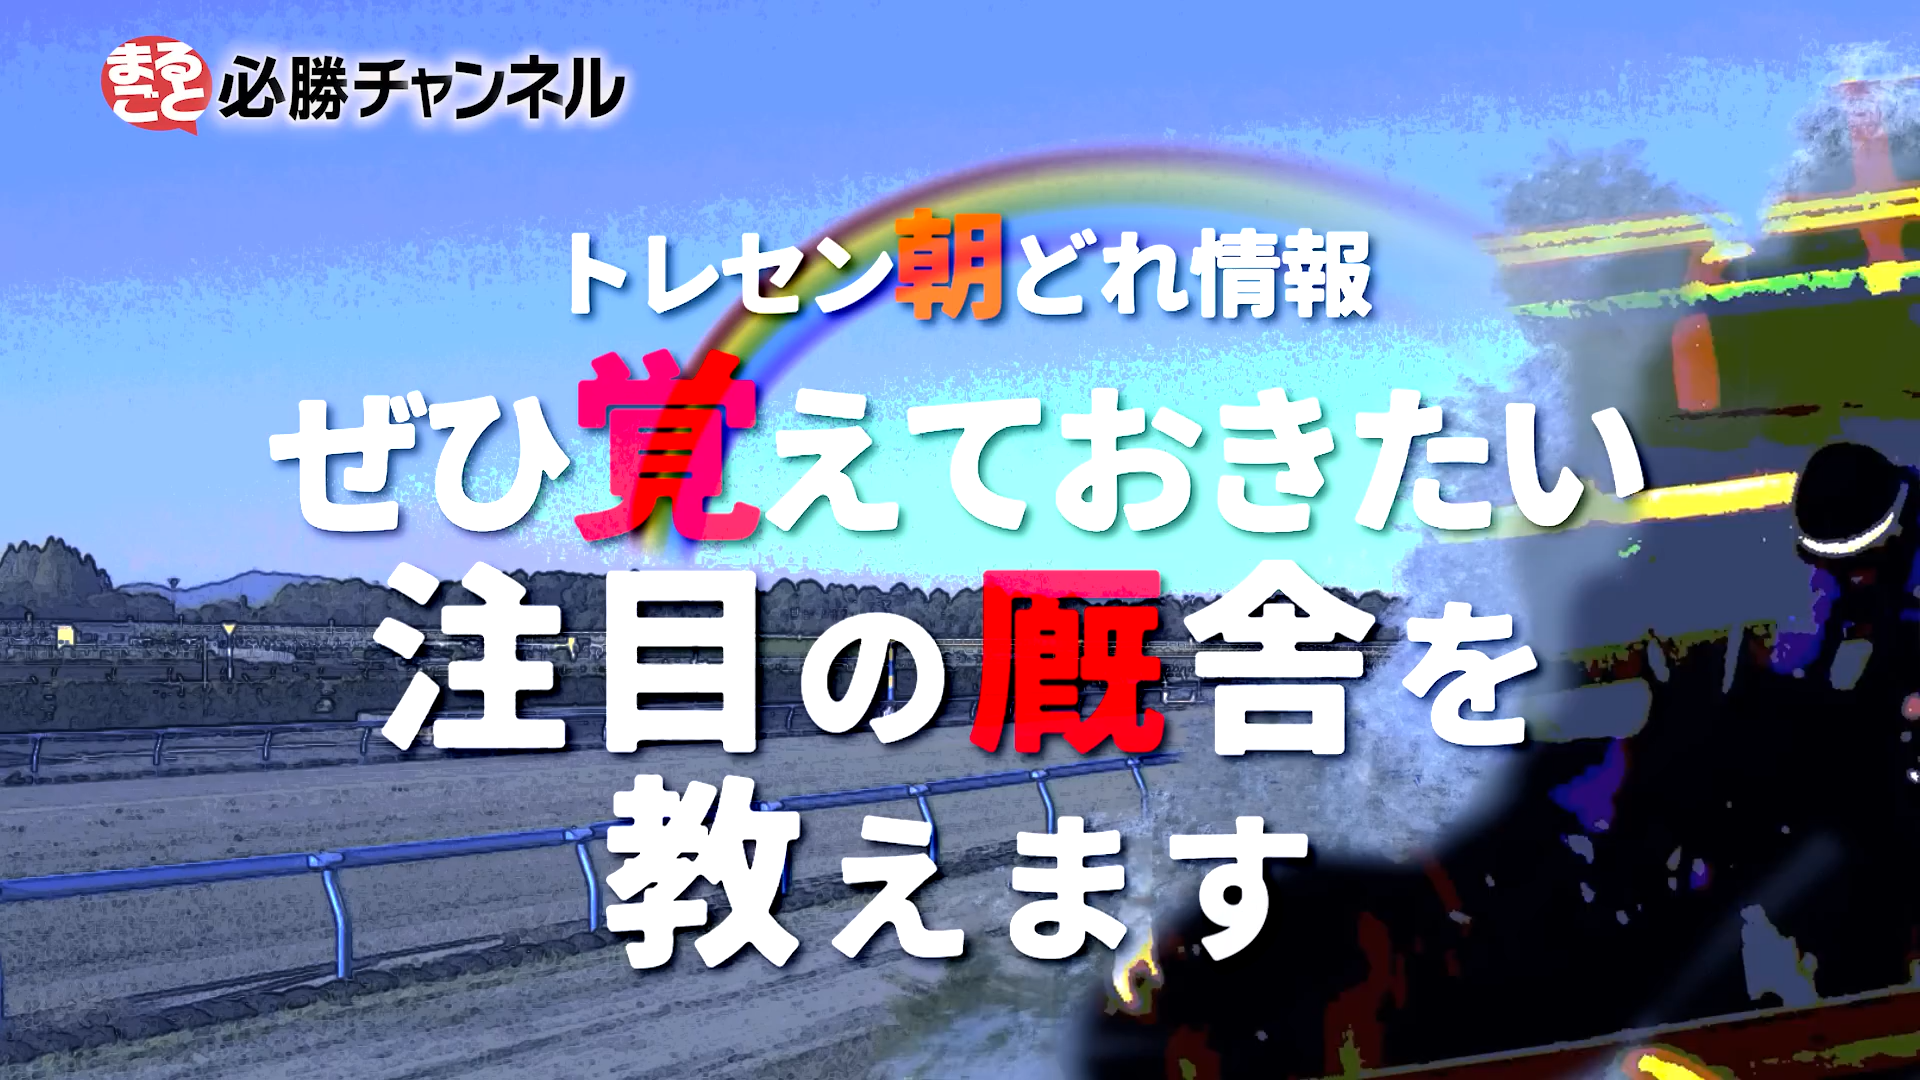 まるごと 必勝チャンネル
トレセン朝どれ情報
ぜひ覚えておきたい
注目の厩舎を
教えます